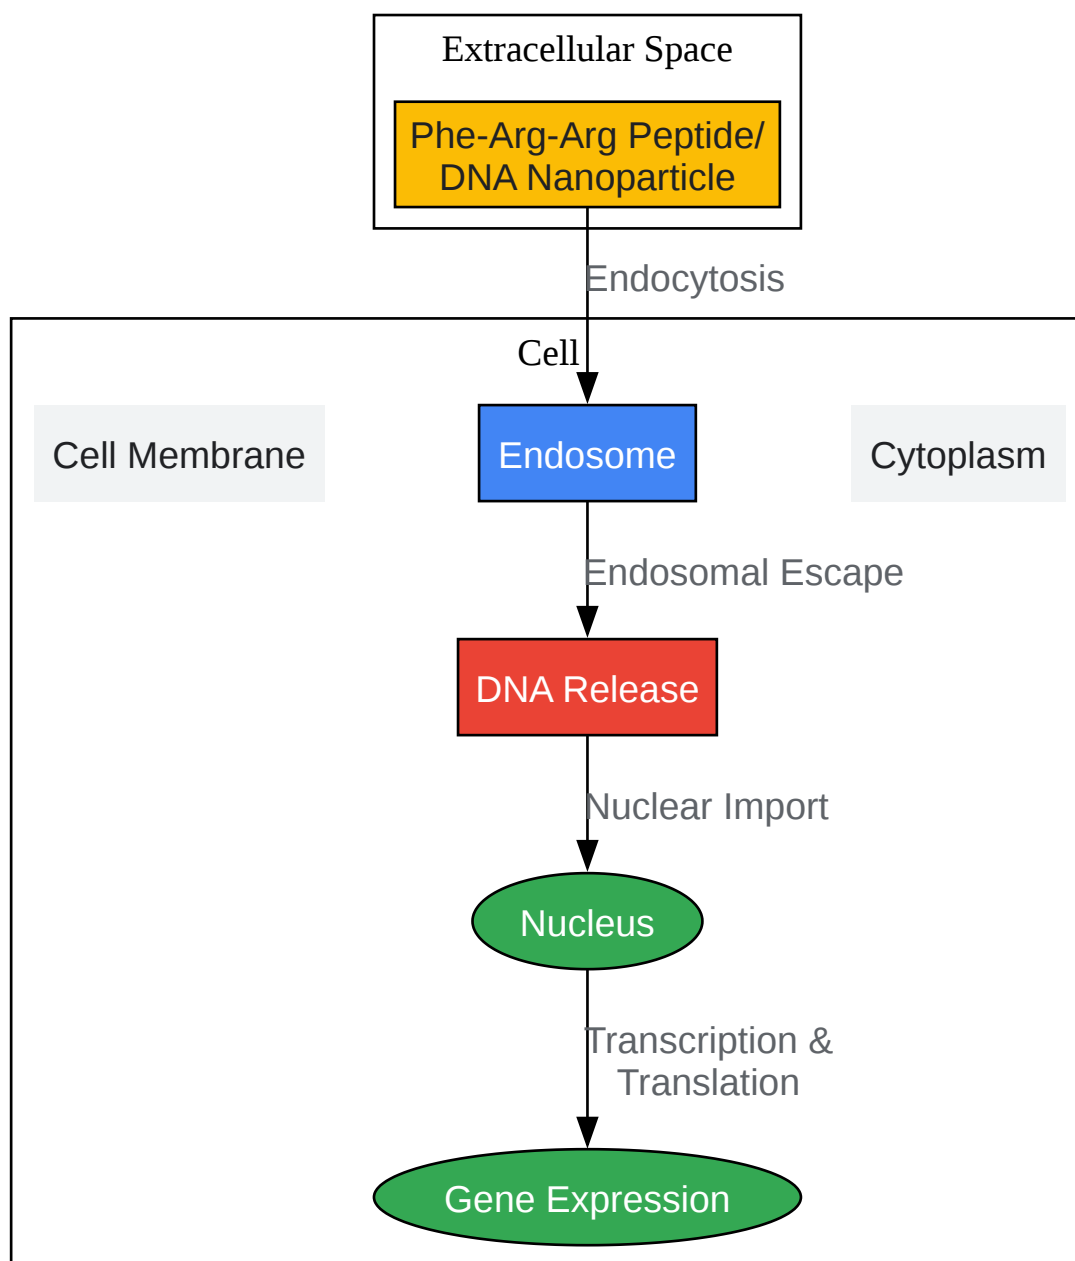 Extracellular Space
Phe-Arg-Arg Peptide/
DNA Nanoparticle
Endocytosis
Cell
Cell Membrane
Endosome
Cytoplasm
Endosomal Escape
DNA Release
Nuclear Import
Nucleus
Transcription &
Translation
Gene Expression